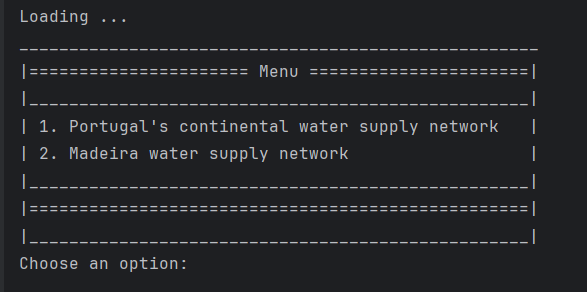 Loading ...
____________________________________________________
|====================== Menu ======================|
|__________________________________________________|
| 1. Portugal's continental water supply network   |
| 2. Madeira water supply network                  |
|__________________________________________________|
|==================================================|
|__________________________________________________|
Choose an option: